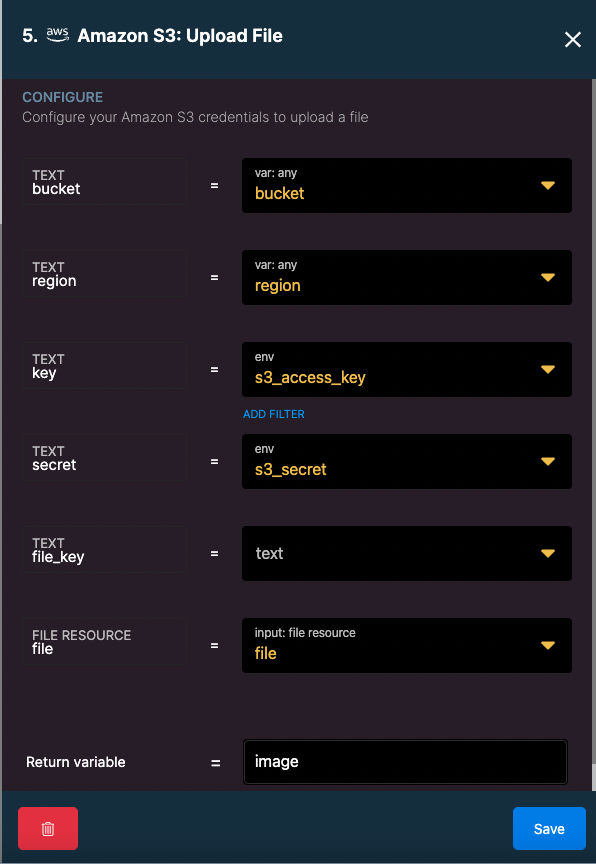 5. aws Amazon S3: Upload File
CONFIGURE
Configure your Amazon S3 credentials to upload a file
TEXT
bucket
=
var: any
bucket
TEXT
region
=
var: any
region
TEXT
key
=
env
s3_access_key
ADD FILTER
TEXT
secret
=
env
s3_secret
TEXT
file_key
=
text
FILE RESOURCE
file
=
input: file resource
file
Return variable
=
image
Save